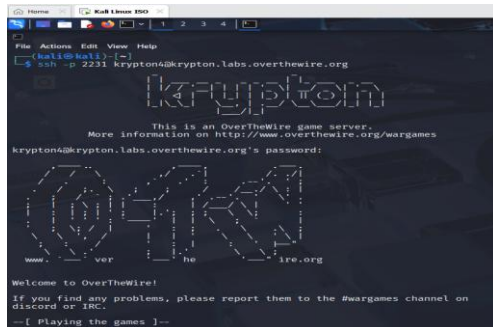 Home
Kali Linux ISO
1 2 3 4
File Actions Edit View Help
(kali㉿kali)-[~]
$ ssh -p 2231 krypton4@krypton.labs.overthewire.org
krypton
This is an OverTheWire game server.
More information on http://www.overthewire.org/wargames
krypton4@krypton.labs.overthewire.org's password:
www. ver he ire.org
Welcome to OverTheWire!
If you find any problems, please report them to the #wargames channel on
discord or IRC.
--[ Playing the games ]--